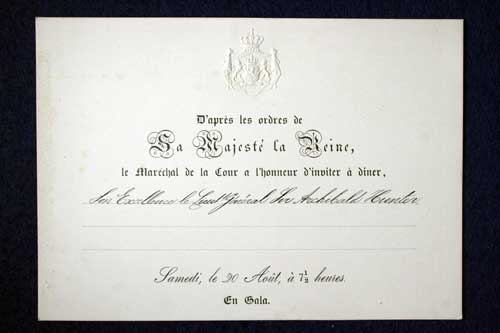 D'après les ordres de
Sa Majesté la Reine,
le Maréchal de la Cour a l'honneur d'inviter à dîner,
Son Excellence le Lieut Général Sir Archibald Hunter
Samedi, le 20 Août, à 7½ heures.
En Gala.